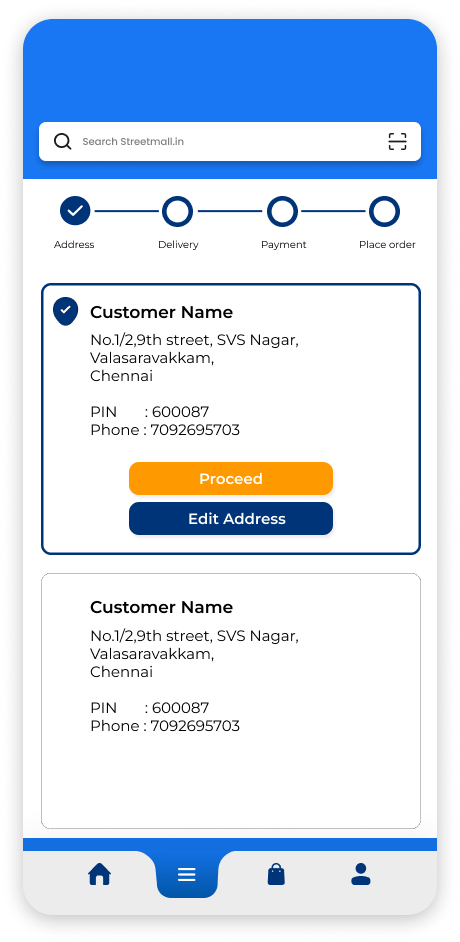 Search Streetmall.in
Address Delivery Payment Place order
Customer Name
No.1/2,9th street, SVS Nagar,
Valasaravakkam,
Chennai
PIN : 600087
Phone : 7092695703
Proceed
Edit Address
Customer Name
No.1/2,9th street, SVS Nagar,
Valasaravakkam,
Chennai
PIN : 600087
Phone : 7092695703